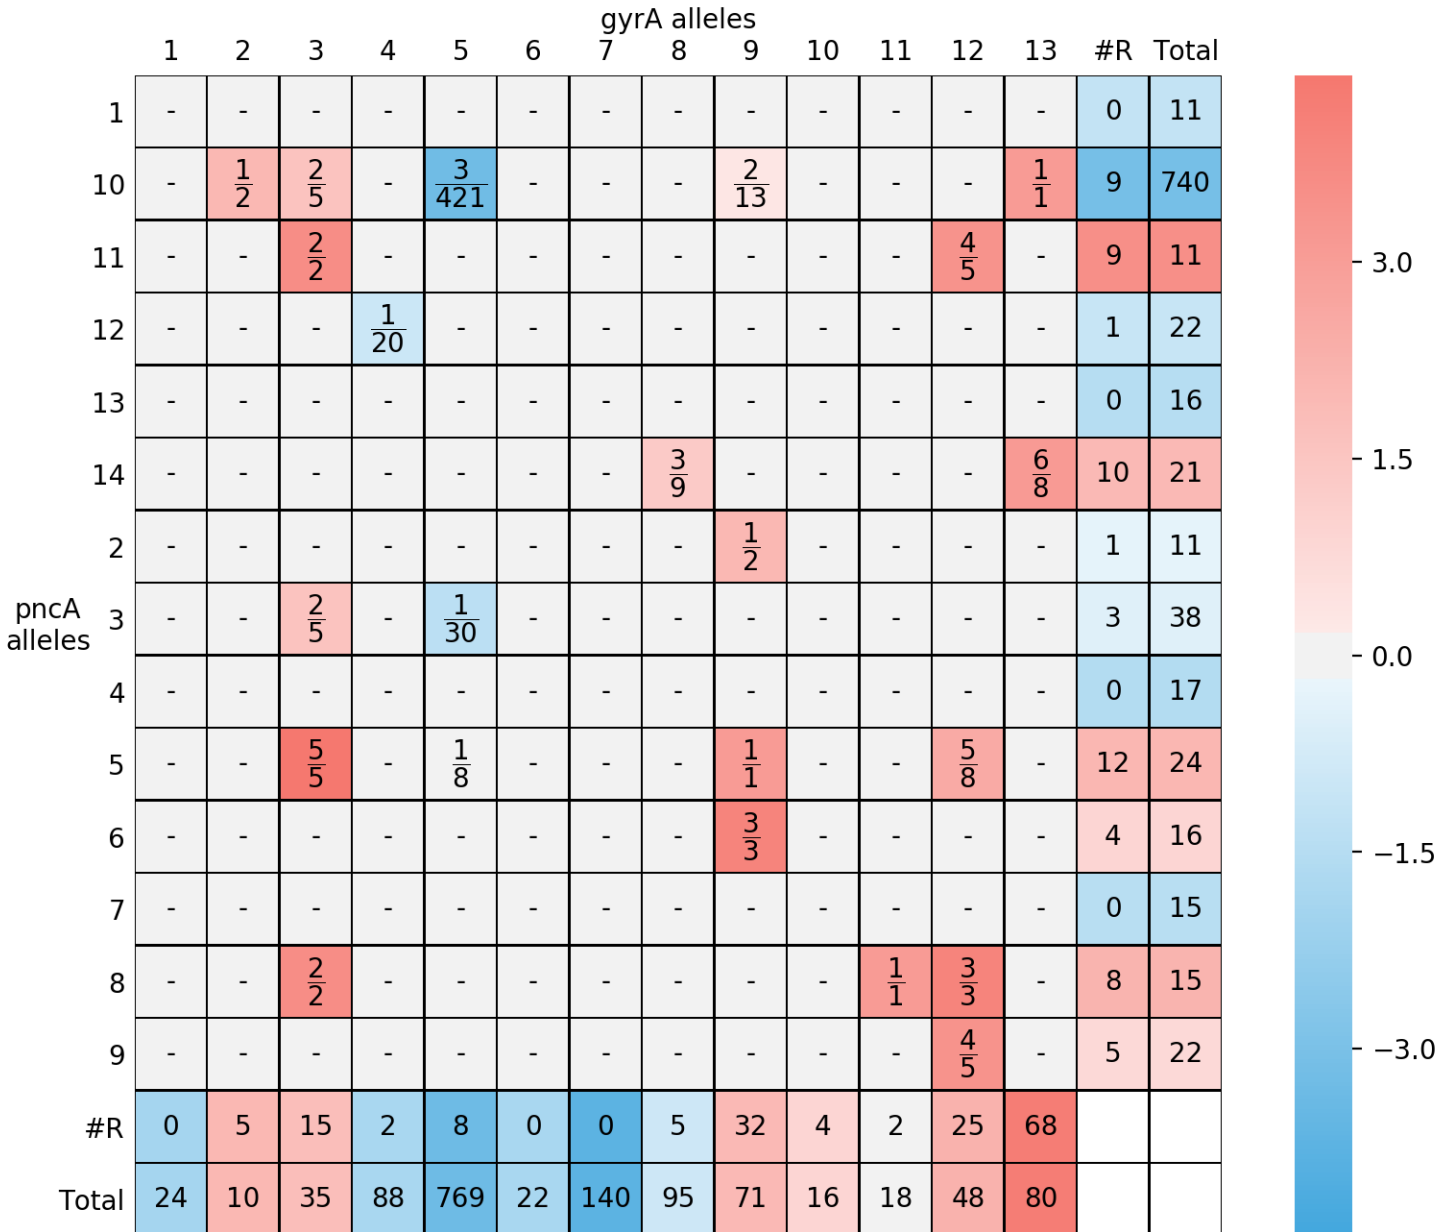 gyrA alleles
1 2 3 4 5 6 7 8 9 10 11 12 13 #R Total
1 - - - - - - - - - - - - - 0 11
10 - 1/2 2/5 - 3/421 - - - 2/13 - - - 1/1 9 740
11 - - 2/2 - - - - - - - - 4/5 - 9 11
12 - - - 1/20 - - - - - - - - - 1 22
13 - - - - - - - - - - - - - 0 16
14 - - - - - - - 3/9 - - - - 6/8 10 21
2 - - - - - - - - 1/2 - - - - 1 11
pncA alleles
3 - - 2/5 - 1/30 - - - - - - - - 3 38
4 - - - - - - - - - - - - - 0 17
5 - - 5/5 - 1/8 - - - 1/1 - - 5/8 - 12 24
6 - - - - - - - - 3/3 - - - - 4 16
7 - - - - - - - - - - - - - 0 15
8 - - 2/2 - - - - - - - 1/1 3/3 - 8 15
9 - - - - - - - - - - - 4/5 - 5 22
#R 0 5 15 2 8 0 0 5 32 4 2 25 68
Total 24 10 35 88 769 22 140 95 71 16 18 48 80
3.0
1.5
0.0
−1.5
−3.0